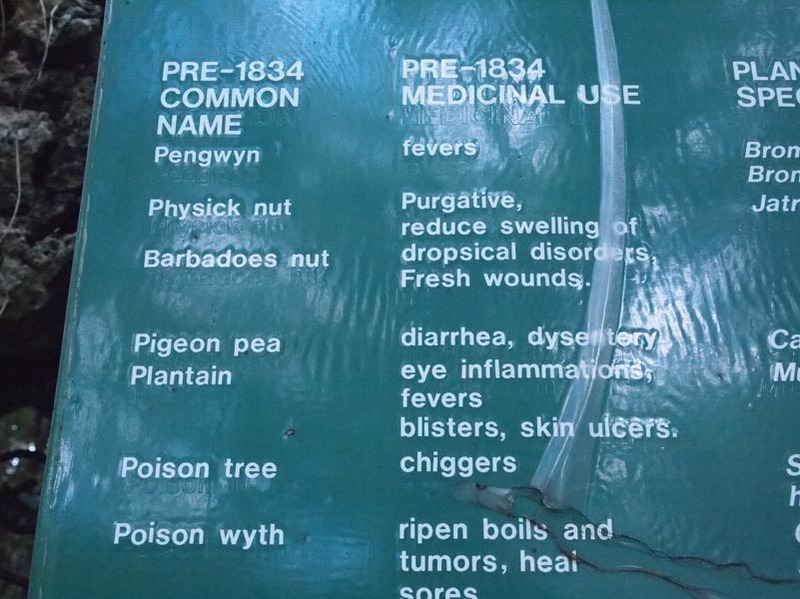 PRE-1834
COMMON
NAME
Pengwyn
Physick nut
Barbadoes nut
Pigeon pea
Plantain
Poison tree
Poison wyth
PRE-1834
MEDICINAL USE
fevers
Purgative,
reduce swelling of
dropsical disorders,
Fresh wounds.
diarrhea, dysentery
eye inflammations,
fevers
blisters, skin ulcers.
chiggers
ripen boils and
tumors, heal
sores